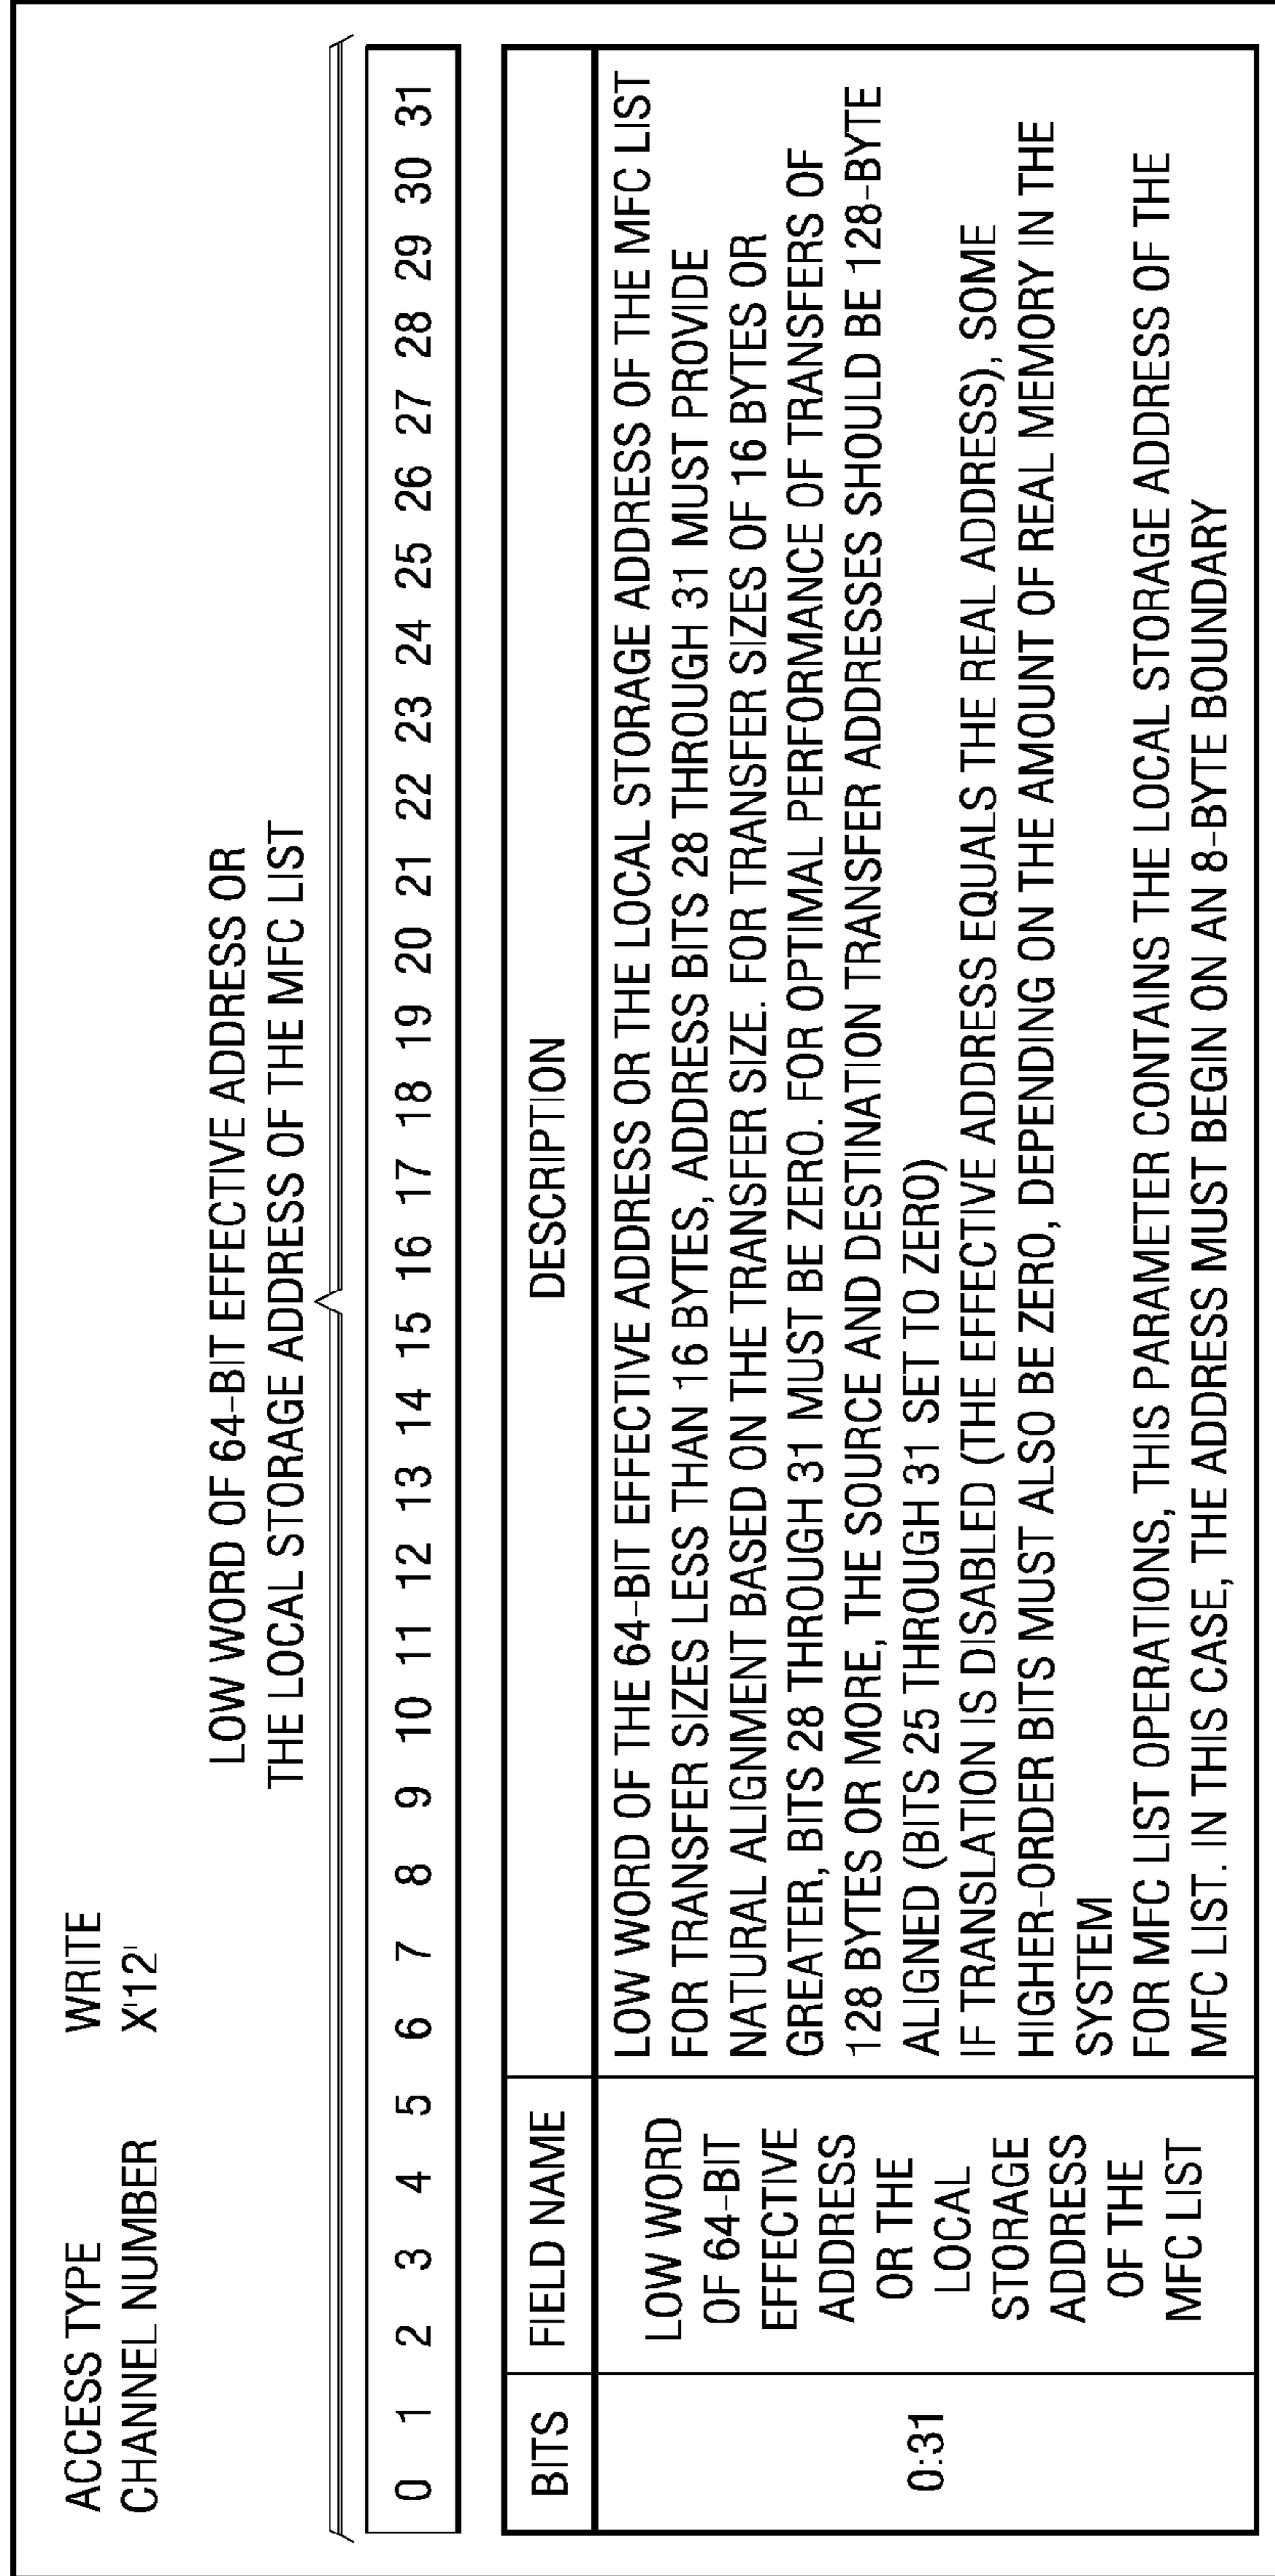 ACCESS TYPE WRITE
CHANNEL NUMBER X'12'
LOW WORD OF 64-BIT EFFECTIVE ADDRESS OR
THE LOCAL STORAGE ADDRESS OF THE MFC LIST
0 1 2 3 4 5 6 7 8 9 10 11 12 13 14 15 16 17 18 19 20 21 22 23 24 25 26 27 28 29 30 31
BITS FIELD NAME DESCRIPTION
0:31
LOW WORD
OF 64-BIT
EFFECTIVE
ADDRESS
OR THE
LOCAL
STORAGE
ADDRESS
OF THE
MFC LIST
LOW WORD OF THE 64-BIT EFFECTIVE ADDRESS OR THE LOCAL STORAGE ADDRESS OF THE MFC LIST
FOR TRANSFER SIZES LESS THAN 16 BYTES, ADDRESS BITS 28 THROUGH 31 MUST PROVIDE
NATURAL ALIGNMENT BASED ON THE TRANSFER SIZE. FOR TRANSFER SIZES OF 16 BYTES OR
GREATER, BITS 28 THROUGH 31 MUST BE ZERO. FOR OPTIMAL PERFORMANCE OF TRANSFERS OF
128 BYTES OR MORE, THE SOURCE AND DESTINATION TRANSFER ADDRESSES SHOULD BE 128-BYTE
ALIGNED (BITS 25 THROUGH 31 SET TO ZERO)
IF TRANSLATION IS DISABLED (THE EFFECTIVE ADDRESS EQUALS THE REAL ADDRESS), SOME
HIGHER-ORDER BITS MUST ALSO BE ZERO, DEPENDING ON THE AMOUNT OF REAL MEMORY IN THE
SYSTEM
FOR MFC LIST OPERATIONS, THIS PARAMETER CONTAINS THE LOCAL STORAGE ADDRESS OF THE
MFC LIST. IN THIS CASE, THE ADDRESS MUST BEGIN ON AN 8-BYTE BOUNDARY